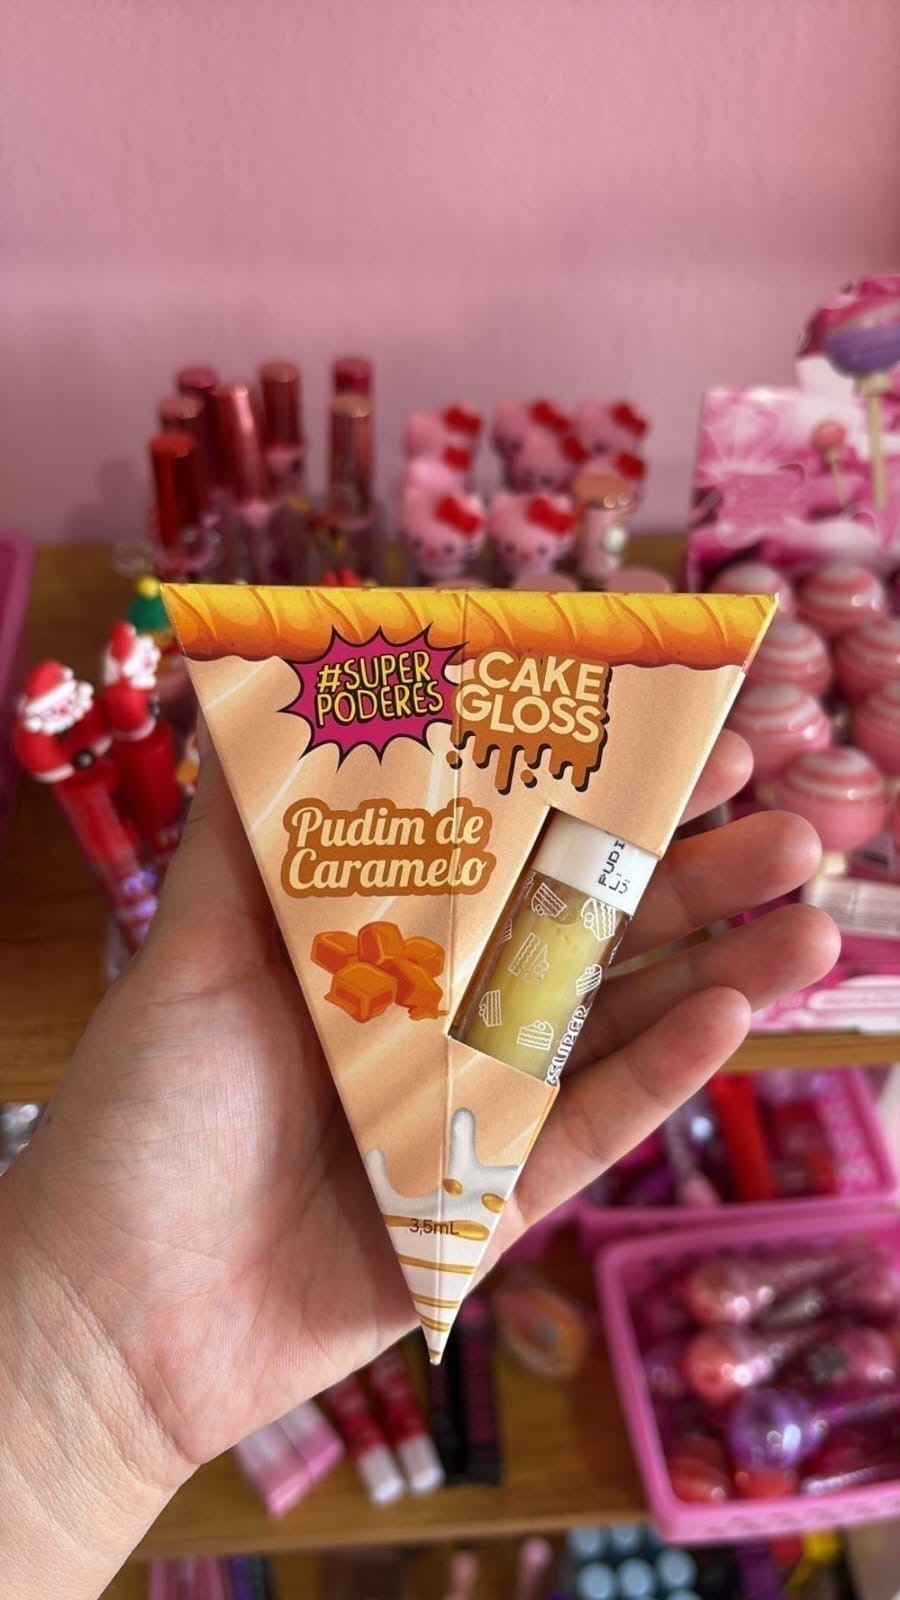 #SUPER
PODERES
CAKE
GLOSS
Pudim de
Caramelo
3,5mL